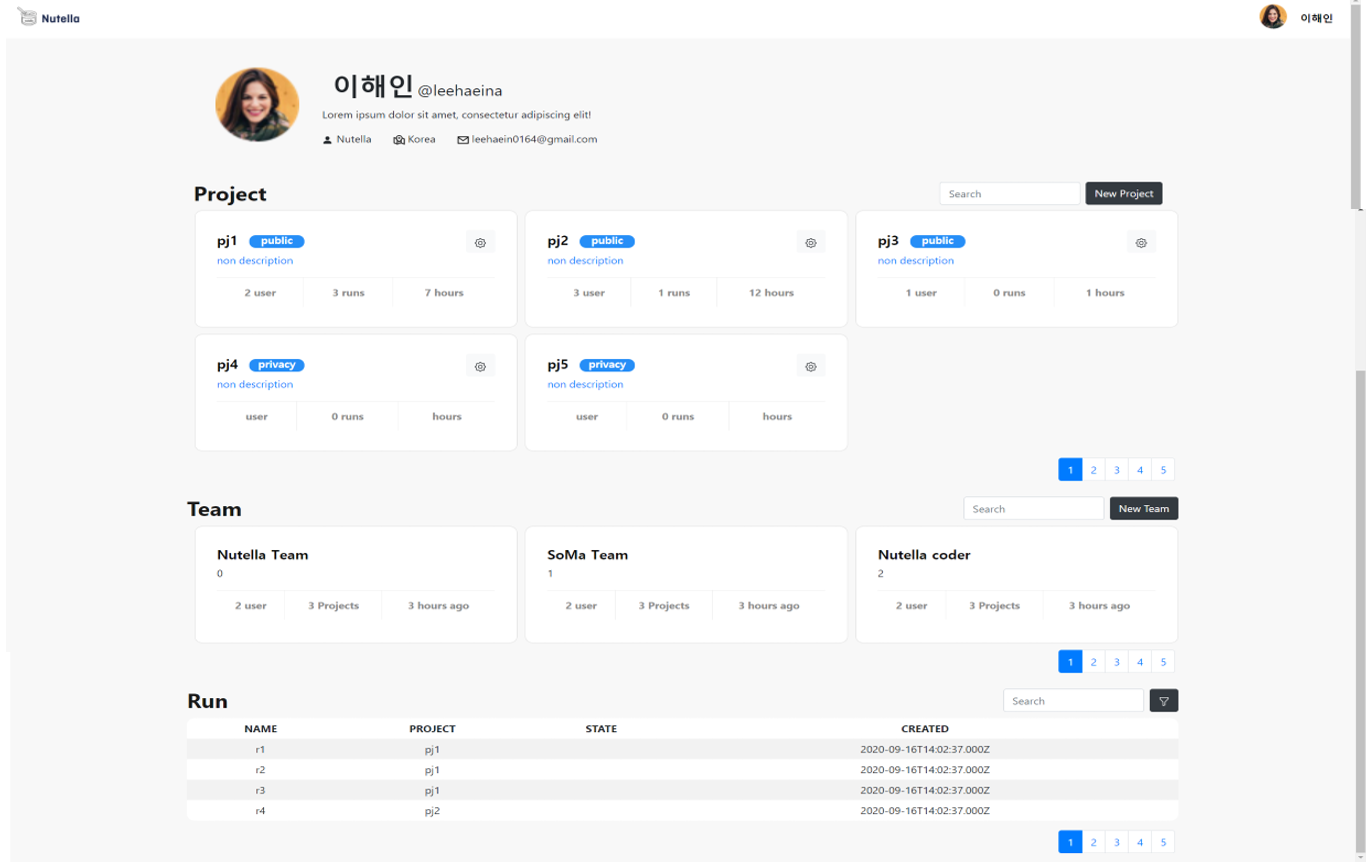 Nutella 이해인
이해인 @leehaeina
Lorem ipsum dolor sit amet, consectetur adipiscing elit!
Nutella Korea leehaein0164@gmail.com
Project Search New Project
pj1 public pj2 public pj3 public
non description non description non description
2 user 3 runs 7 hours 3 user 1 runs 12 hours 1 user 0 runs 1 hours
pj4 privacy pj5 privacy
non description non description
user 0 runs hours user 0 runs hours
1 2 3 4 5
Team Search New Team
Nutella Team SoMa Team Nutella coder
0 1 2
2 user 3 Projects 3 hours ago 2 user 3 Projects 3 hours ago 2 user 3 Projects 3 hours ago
1 2 3 4 5
Run Search
NAME PROJECT STATE CREATED
r1 pj1 2020-09-16T14:02:37.000Z
r2 pj1 2020-09-16T14:02:37.000Z
r3 pj1 2020-09-16T14:02:37.000Z
r4 pj2 2020-09-16T14:02:37.000Z
1 2 3 4 5